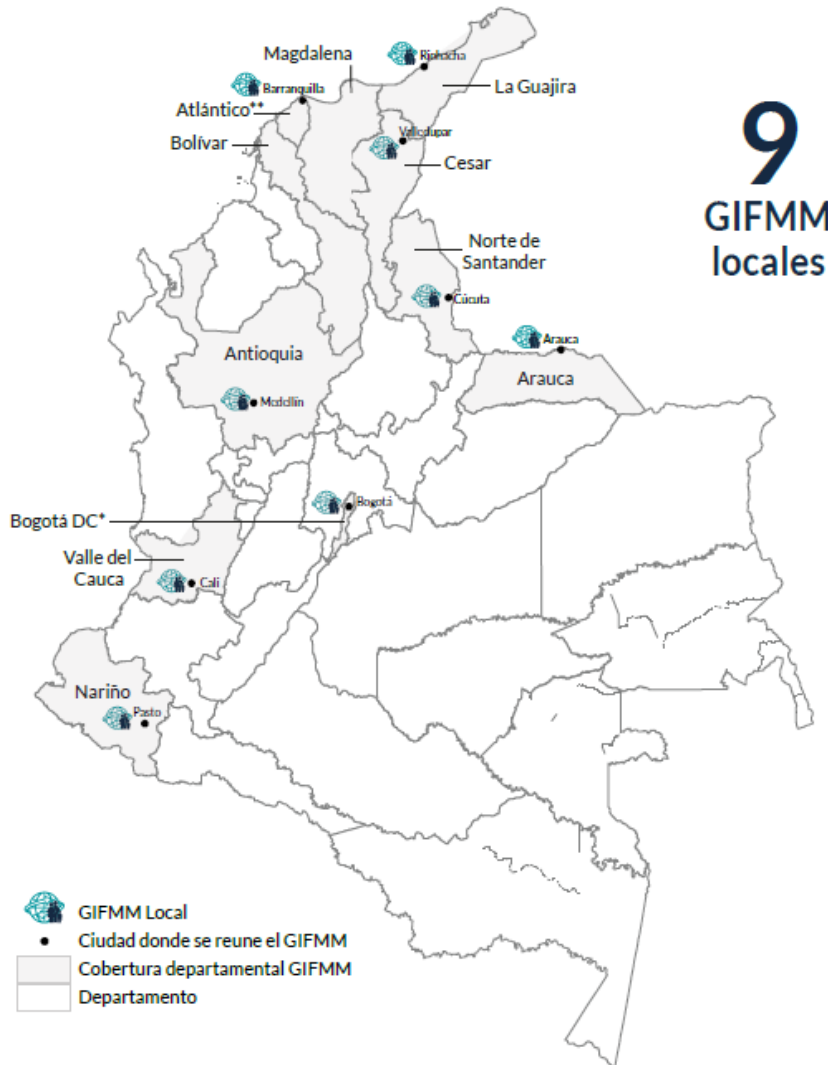 Magdalena
Riohacha
Barranquilla
La Guajira
Atlántico**
Bolívar
Valledupar
Cesar
9
GIFMM
locales
Norte de
Santander
Cúcuta
Arauca
Antioquia
Arauca
Medellín
Bogotá
Bogotá DC*
Valle del
Cauca
Cali
Nariño
Pasto
GIFMM Local
Ciudad donde se reune el GIFMM
Cobertura departamental GIFMM
Departamento